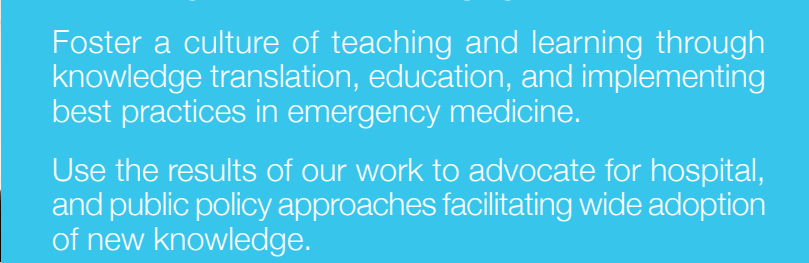 Foster a culture of teaching and learning through
knowledge translation, education, and implementing
best practices in emergency medicine.
Use the results of our work to advocate for hospital,
and public policy approaches facilitating wide adoption
of new knowledge.